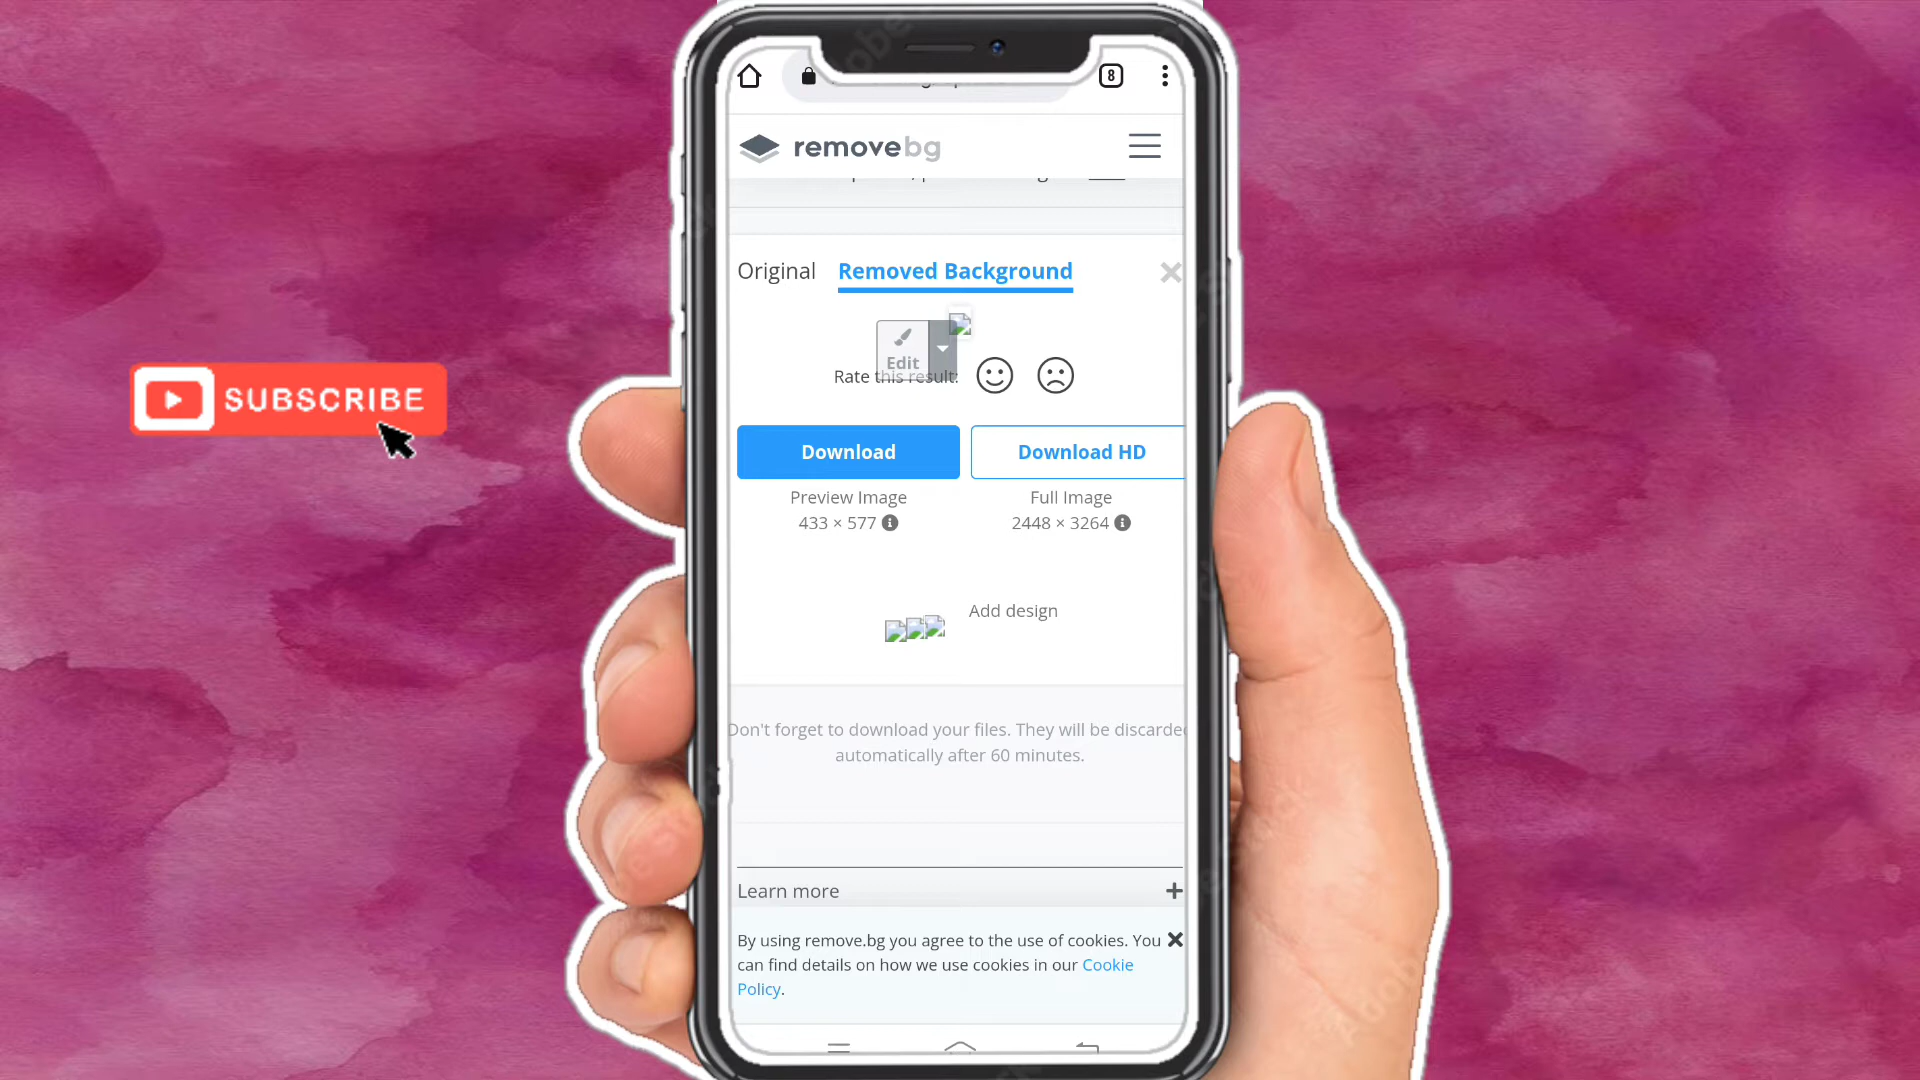 8
removebg
Original Removed Background
Edit
Rate this result:
Download Download HD
Preview Image Full Image
433 × 577 2448 × 3264
Add design
SUBSCRIBE
Don't forget to download your files. They will be discarded
automatically after 60 minutes.
Learn more +
By using remove.bg you agree to the use of cookies. You
can find details on how we use cookies in our Cookie
Policy.